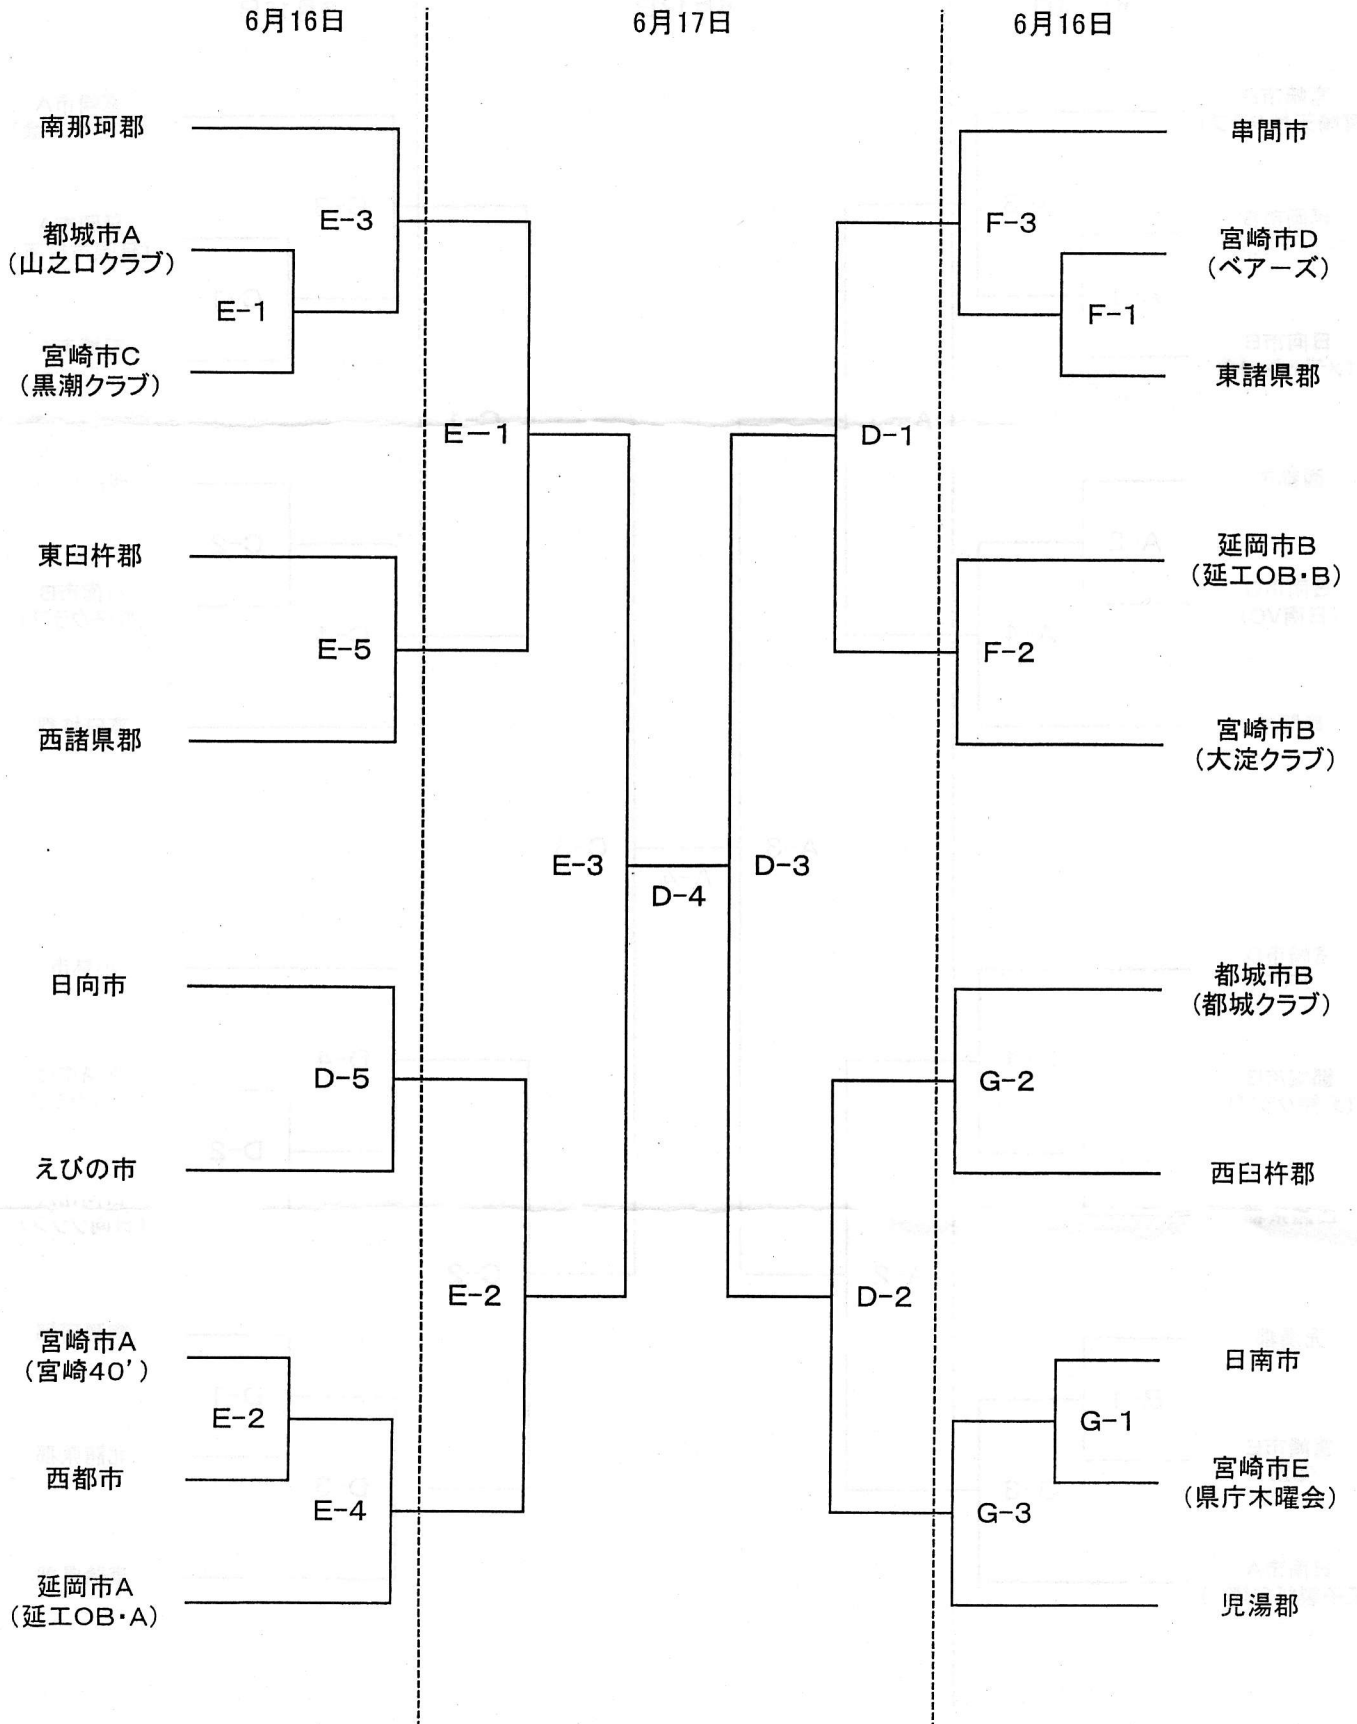 6月16日
6月17日
6月16日
南那珂郡
E-3
都城市A
(山之口クラブ)
E-1
宮崎市C
(黒潮クラブ)
E-1
東臼杵郡
E-5
西諸県郡
日向市
D-5
えびの市
E-2
宮崎市A
(宮崎40')
E-2
西都市
E-4
延岡市A
(延工OB・A)
E-3
D-4
D-3
串間市
F-3
宮崎市D
(ベアーズ)
F-1
東諸県郡
D-1
延岡市B
(延工OB・B)
F-2
宮崎市B
(大淀クラブ)
都城市B
(都城クラブ)
G-2
西臼杵郡
D-2
日南市
G-1
宮崎市E
(県庁木曜会)
G-3
児湯郡